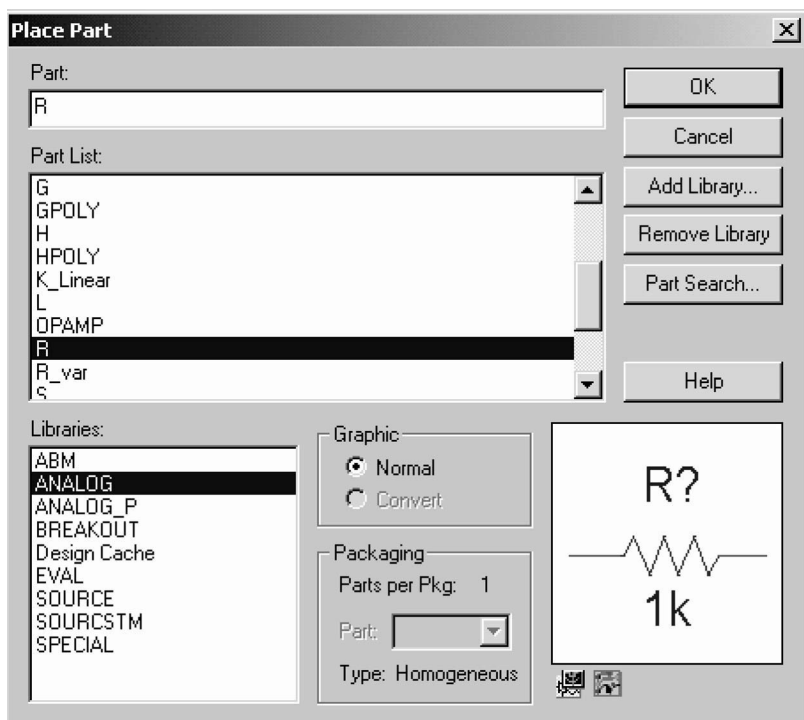 Place Part
Part:
R
OK
Cancel
Part List:
G
GPOLY
H
HPOLY
K_Linear
L
OPAMP
R
R_var
S
Add Library...
Remove Library
Part Search...
Help
Libraries:
ABM
ANALOG
ANALOG_P
BREAKOUT
Design Cache
EVAL
SOURCE
SOURCSTM
SPECIAL
Graphic
Normal
Convert
Packaging
Parts per Pkg: 1
Part:
Type: Homogeneous
R?
1k